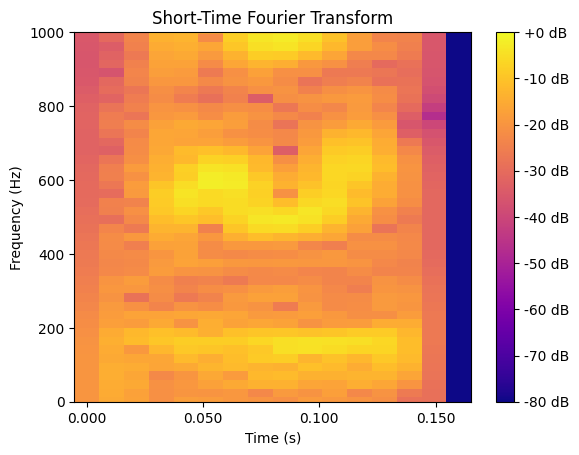 Short-Time Fourier Transform
1000
800
600
400
200
0
Frequency (Hz)
0.000
0.050
0.100
0.150
Time (s)
+0 dB
-10 dB
-20 dB
-30 dB
-40 dB
-50 dB
-60 dB
-70 dB
-80 dB